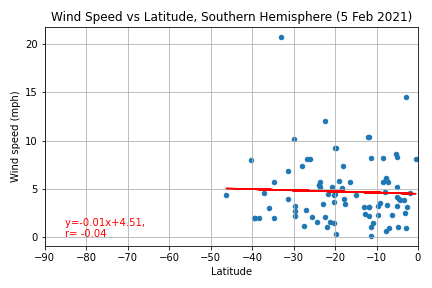 Wind Speed vs Latitude, Southern Hemisphere (5 Feb 2021)
Wind speed (mph)
20
15
10
5
0
y=-0.01x+4.51,
r= -0.04
−90 −80 −70 −60 −50 −40 −30 −20 −10 0
Latitude